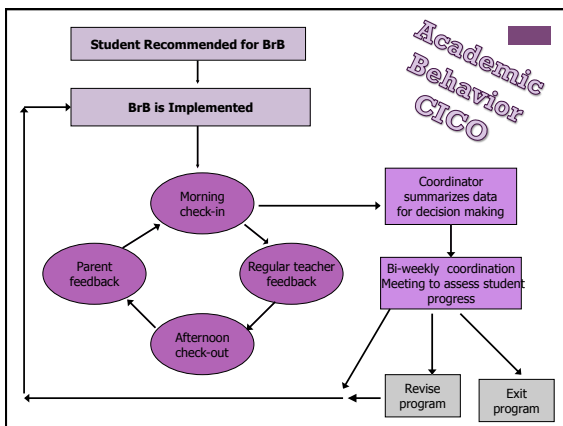 Student Recommended for BrB
Academic
Behavior
CICO
BrB is Implemented
Morning
check-in
Coordinator
summarizes data
for decision making
Parent
feedback
Regular teacher
feedback
Bi-weekly coordination
Meeting to assess student
progress
Afternoon
check-out
Revise
program
Exit
program